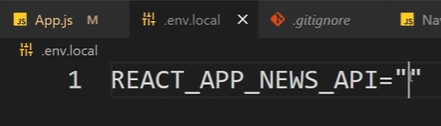 App.js M .env.local .gitignore Na
.env.local
1 REACT_APP_NEWS_API=""